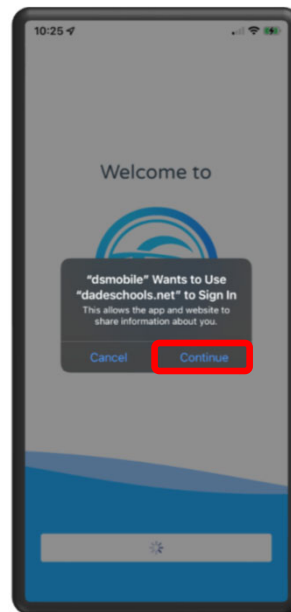 10:25
Welcome to
"dsmobile" Wants to Use
"dadeschools.net" to Sign In
This allows the app and website to
share information about you.
Cancel Continue